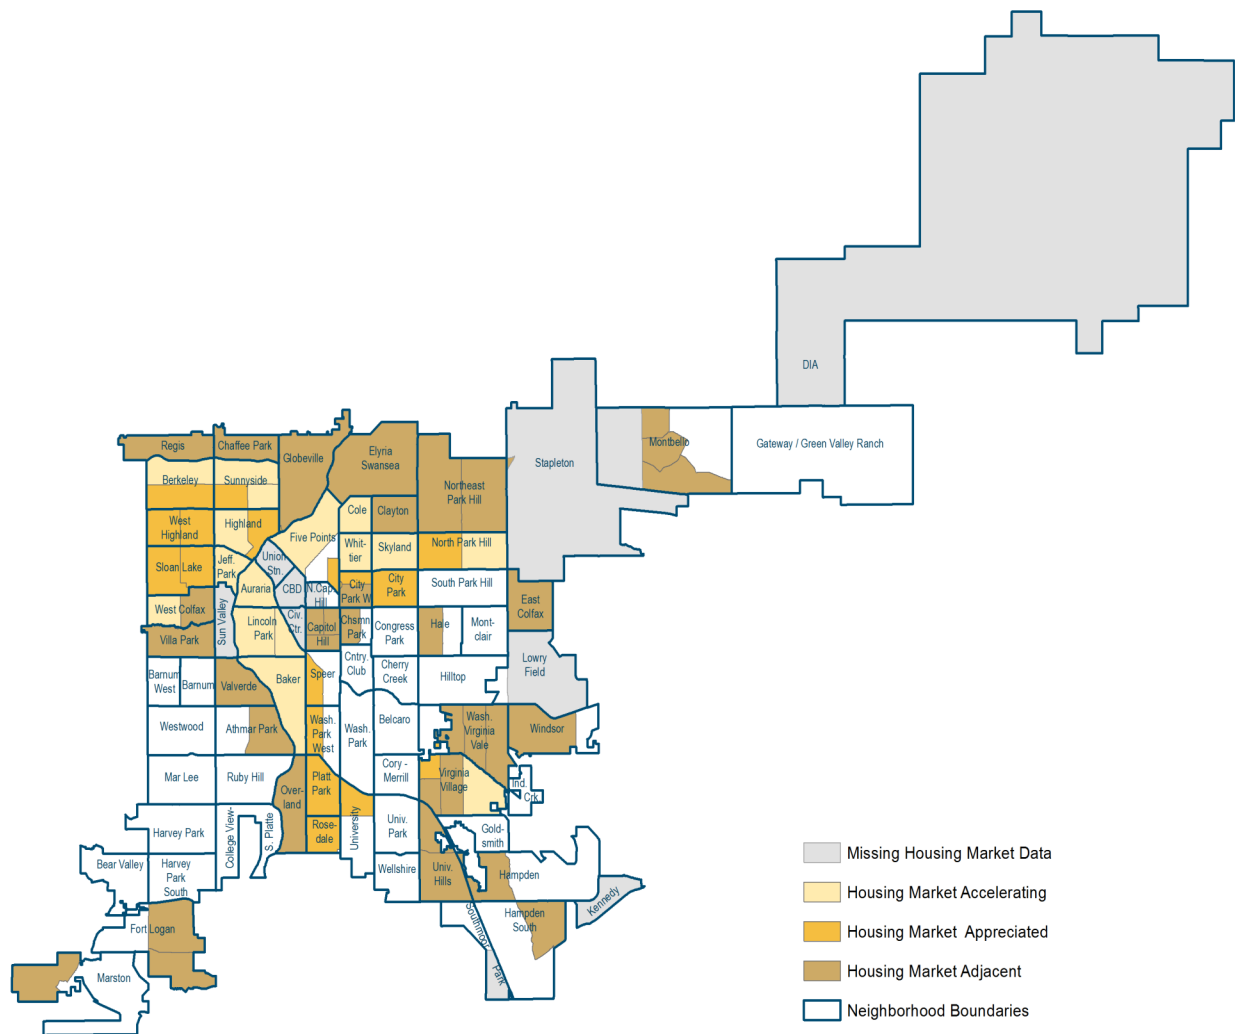 DIA
Regis
Chaffee Park
Globeville
Elyria
Swansea
Montbello
Gateway / Green Valley Ranch
Stapleton
Berkeley
Sunnyside
Northeast
Park Hill
West
Highland
Highland
Five Points
Cole
Clayton
Sloan Lake
Jeff.
Park
Union
Stn.
Whit-
tier
Skyland
North Park Hill
Auraria
CBD
N.Cap.
Hill
City
Park W
City
Park
South Park Hill
West Colfax
Sun Valley
Lincoln
Park
Civ.
Ctr.
Capitol
Hill
Chsmn
Park
Congress
Park
Hale
Mont-
clair
East
Colfax
Villa Park
Barnum
West
Barnum
Valverde
Baker
Speer
Cntry.
Club
Cherry
Creek
Hilltop
Lowry
Field
Westwood
Athmar Park
Wash.
Park
West
Wash.
Park
Belcaro
Wash.
Virginia
Vale
Windsor
Mar Lee
Ruby Hill
Over-
land
Platt
Park
Cory -
Merrill
Virginia
Village
Ind.
Crk.
Harvey Park
College View-
S. Platte
Rose-
dale
University
Univ.
Park
Gold-
smith
Bear Valley
Harvey
Park
South
Wellshire
Univ.
Hills
Hampden
Kennedy
Fort Logan
Southmoor
Park
Hampden
South
Marston
Missing Housing Market Data
Housing Market Accelerating
Housing Market Appreciated
Housing Market Adjacent
Neighborhood Boundaries